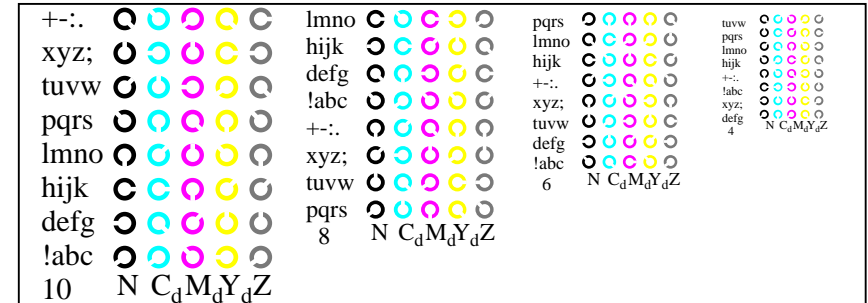 +-:.
xyz;
tuvw
pqrs
lmno
hijk
defg
!abc
10 N CdMdYdZ
lmno
hijk
defg
!abc
+-:.
xyz;
tuvw
pqrs
8 N CdMdYdZ
pqrs
lmno
hijk
+-:.
xyz;
tuvw
defg
!abc
6 N CdMdYdZ
tuvw
pqrs
lmno
hijk
+-:.
!abc
xyz;
defg
4 N CdMdYdZ